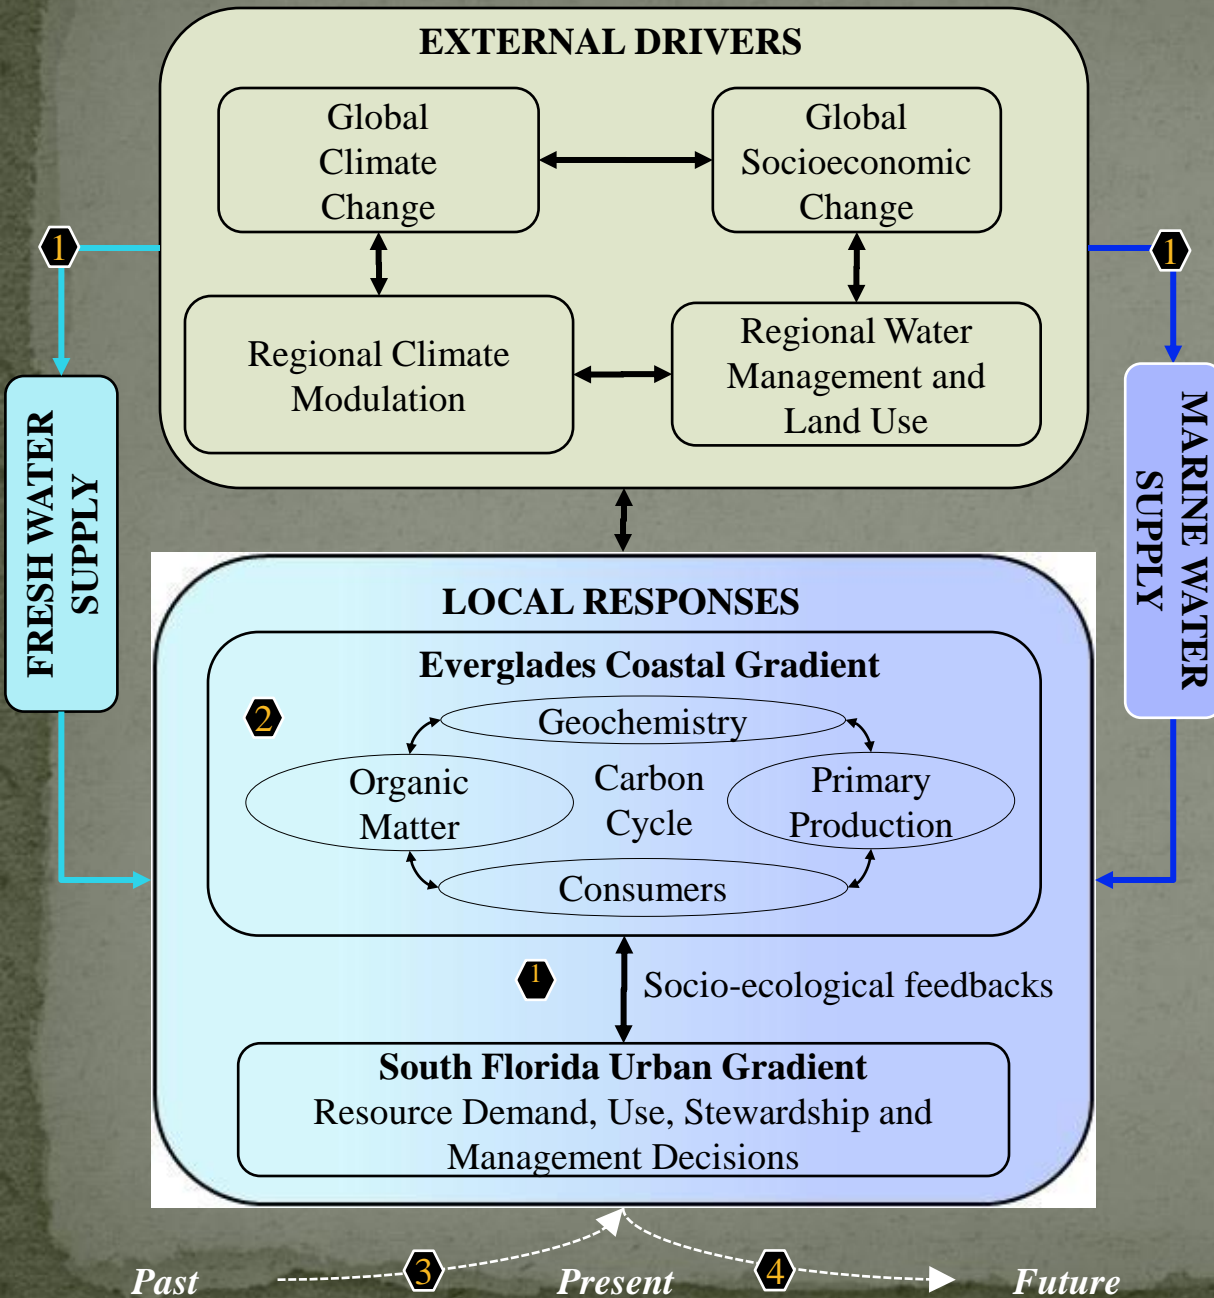 EXTERNAL DRIVERS
Global
Climate
Change
Global
Socioeconomic
Change
1
1
Regional Climate
Modulation
Regional Water
Management and
Land Use
FRESH WATER
SUPPLY
MARINE WATER
SUPPLY
LOCAL RESPONSES
Everglades Coastal Gradient
2
Geochemistry
Organic
Matter
Carbon
Cycle
Primary
Production
Consumers
1
Socio-ecological feedbacks
South Florida Urban Gradient
Resource Demand, Use, Stewardship and
Management Decisions
Past
3
Present
4
Future